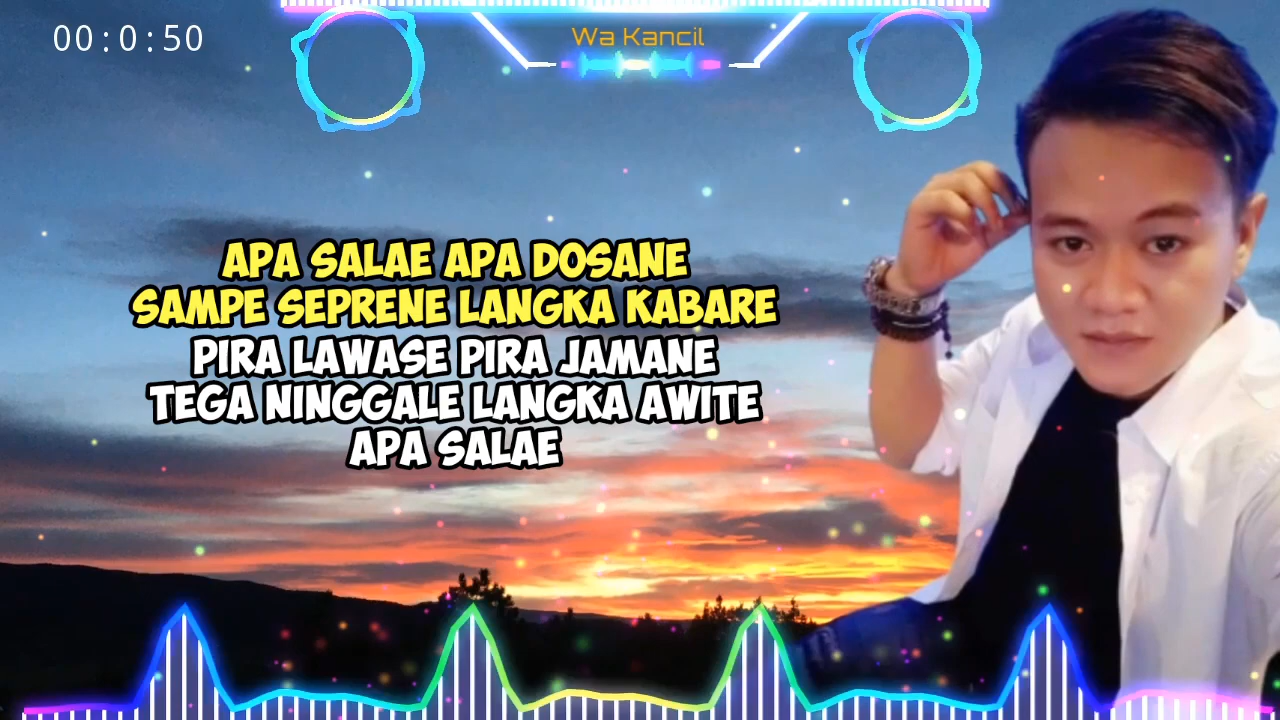 00:0:50
Wa Kancil
APA SALAE APA DOSANE
SAMPE SEPRENE LANGKA KABARE
PIRA LAWASE PIRA JAMANE
TEGA NINGGALE LANGKA AWITE
APA SALAE